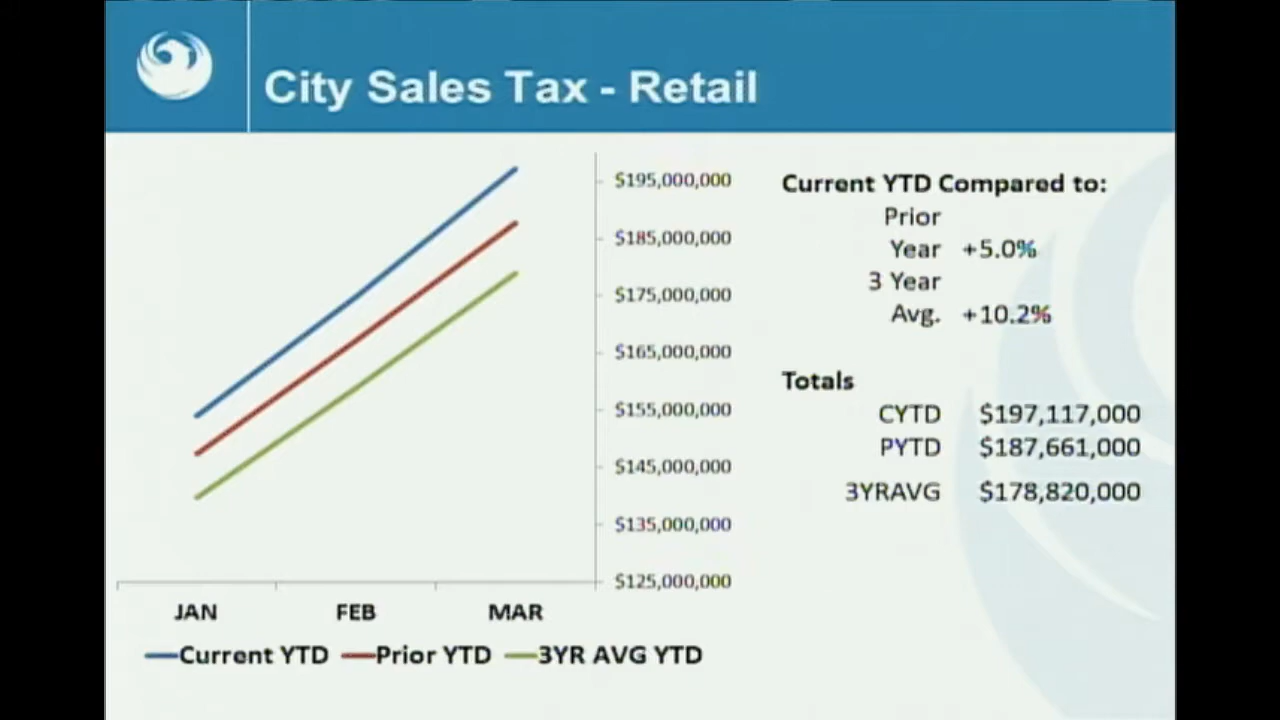 City Sales Tax - Retail
$195,000,000
$185,000,000
$175,000,000
$165,000,000
$155,000,000
$145,000,000
$135,000,000
$125,000,000
JAN FEB MAR
Current YTD Prior YTD 3YR AVG YTD
Current YTD Compared to:
Prior
Year +5.0%
3 Year
Avg. +10.2%
Totals
CYTD $197,117,000
PYTD $187,661,000
3YRAVG $178,820,000